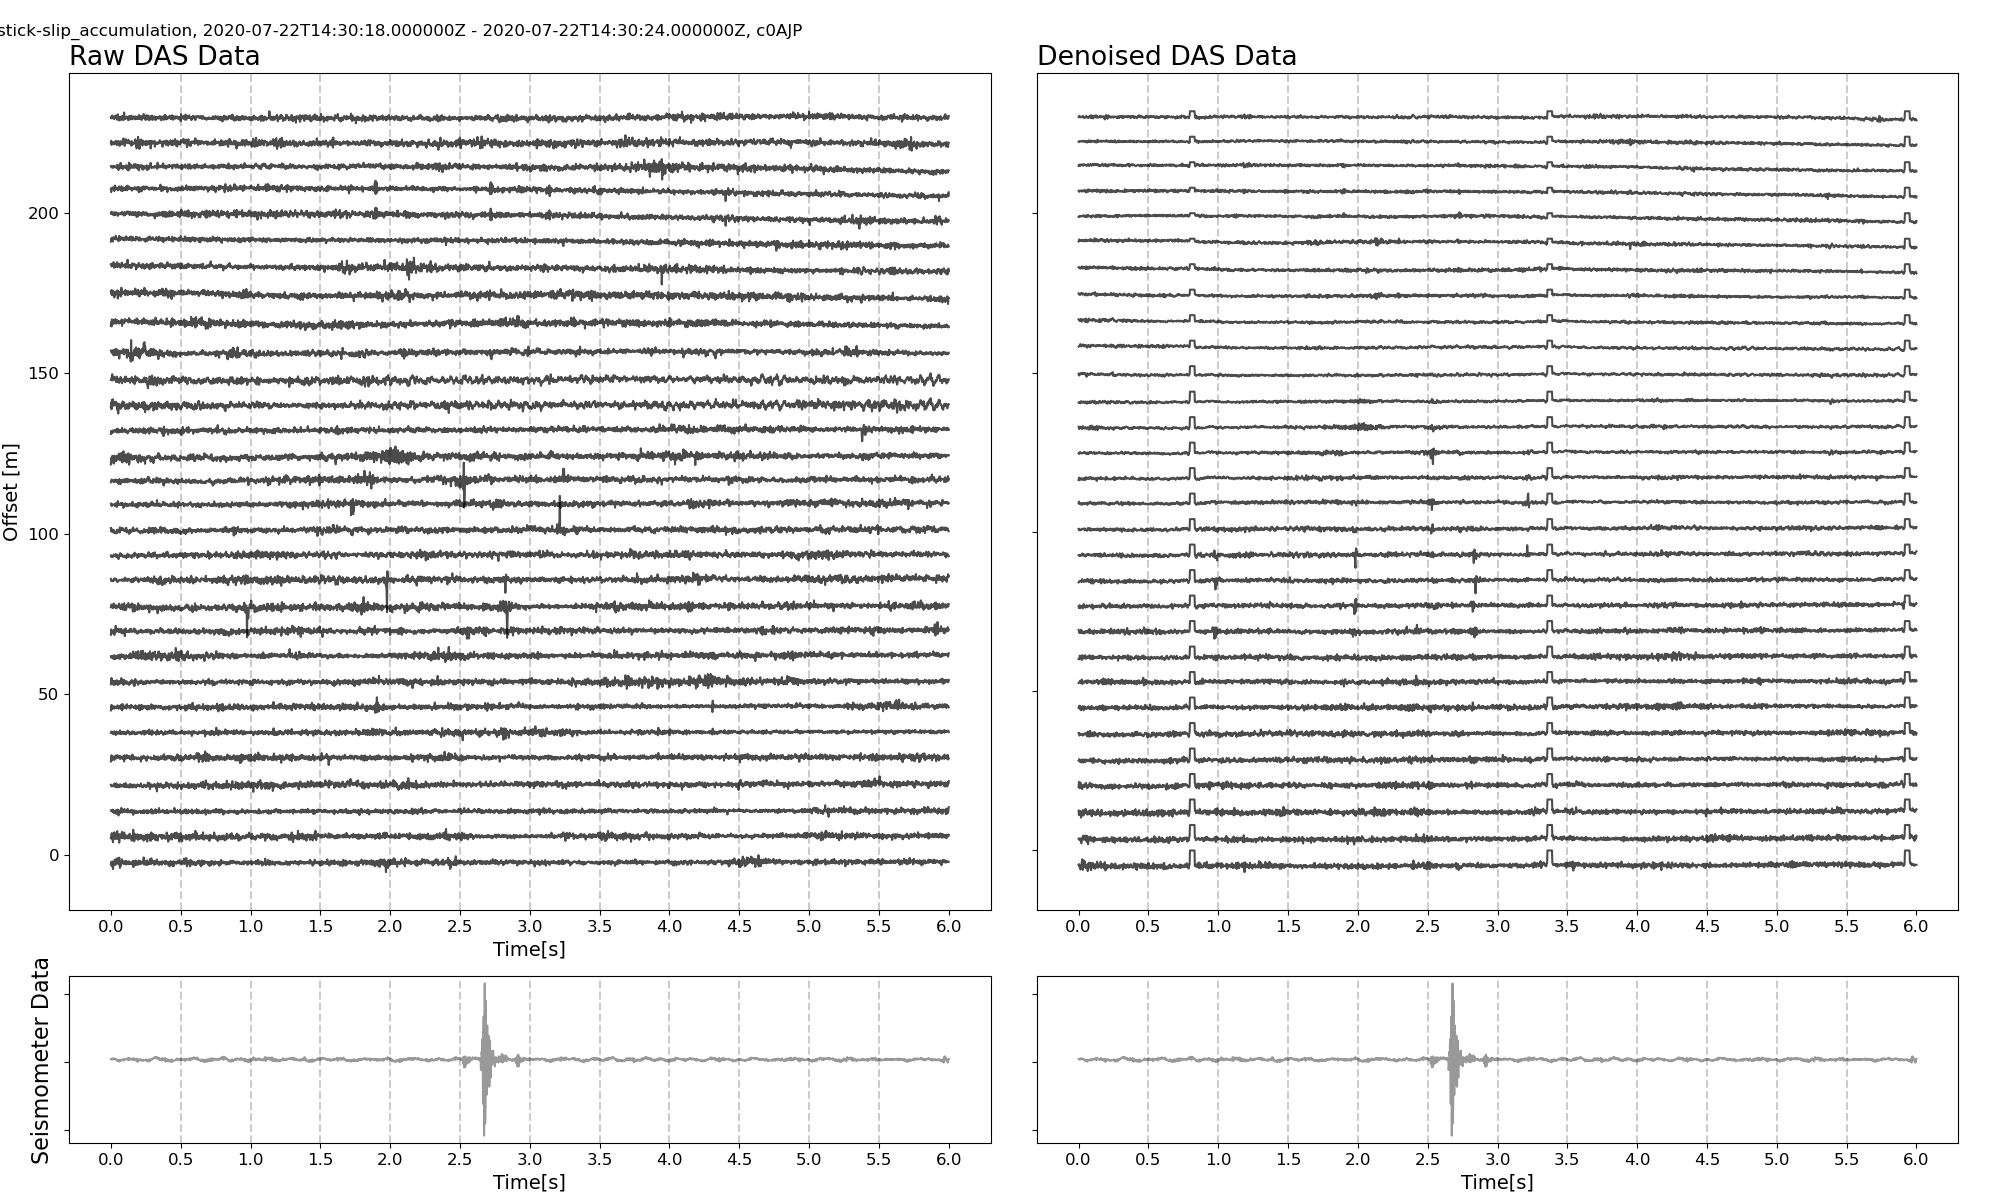 stick-slip_accumulation, 2020-07-22T14:30:18.000000Z - 2020-07-22T14:30:24.000000Z, c0AJP
Raw DAS Data
Denoised DAS Data
Offset [m]
200
150
100
50
0
0.0 0.5 1.0 1.5 2.0 2.5 3.0 3.5 4.0 4.5 5.0 5.5 6.0
Time[s]
0.0 0.5 1.0 1.5 2.0 2.5 3.0 3.5 4.0 4.5 5.0 5.5 6.0
Seismometer Data
0.0 0.5 1.0 1.5 2.0 2.5 3.0 3.5 4.0 4.5 5.0 5.5 6.0
Time[s]
0.0 0.5 1.0 1.5 2.0 2.5 3.0 3.5 4.0 4.5 5.0 5.5 6.0
Time[s]